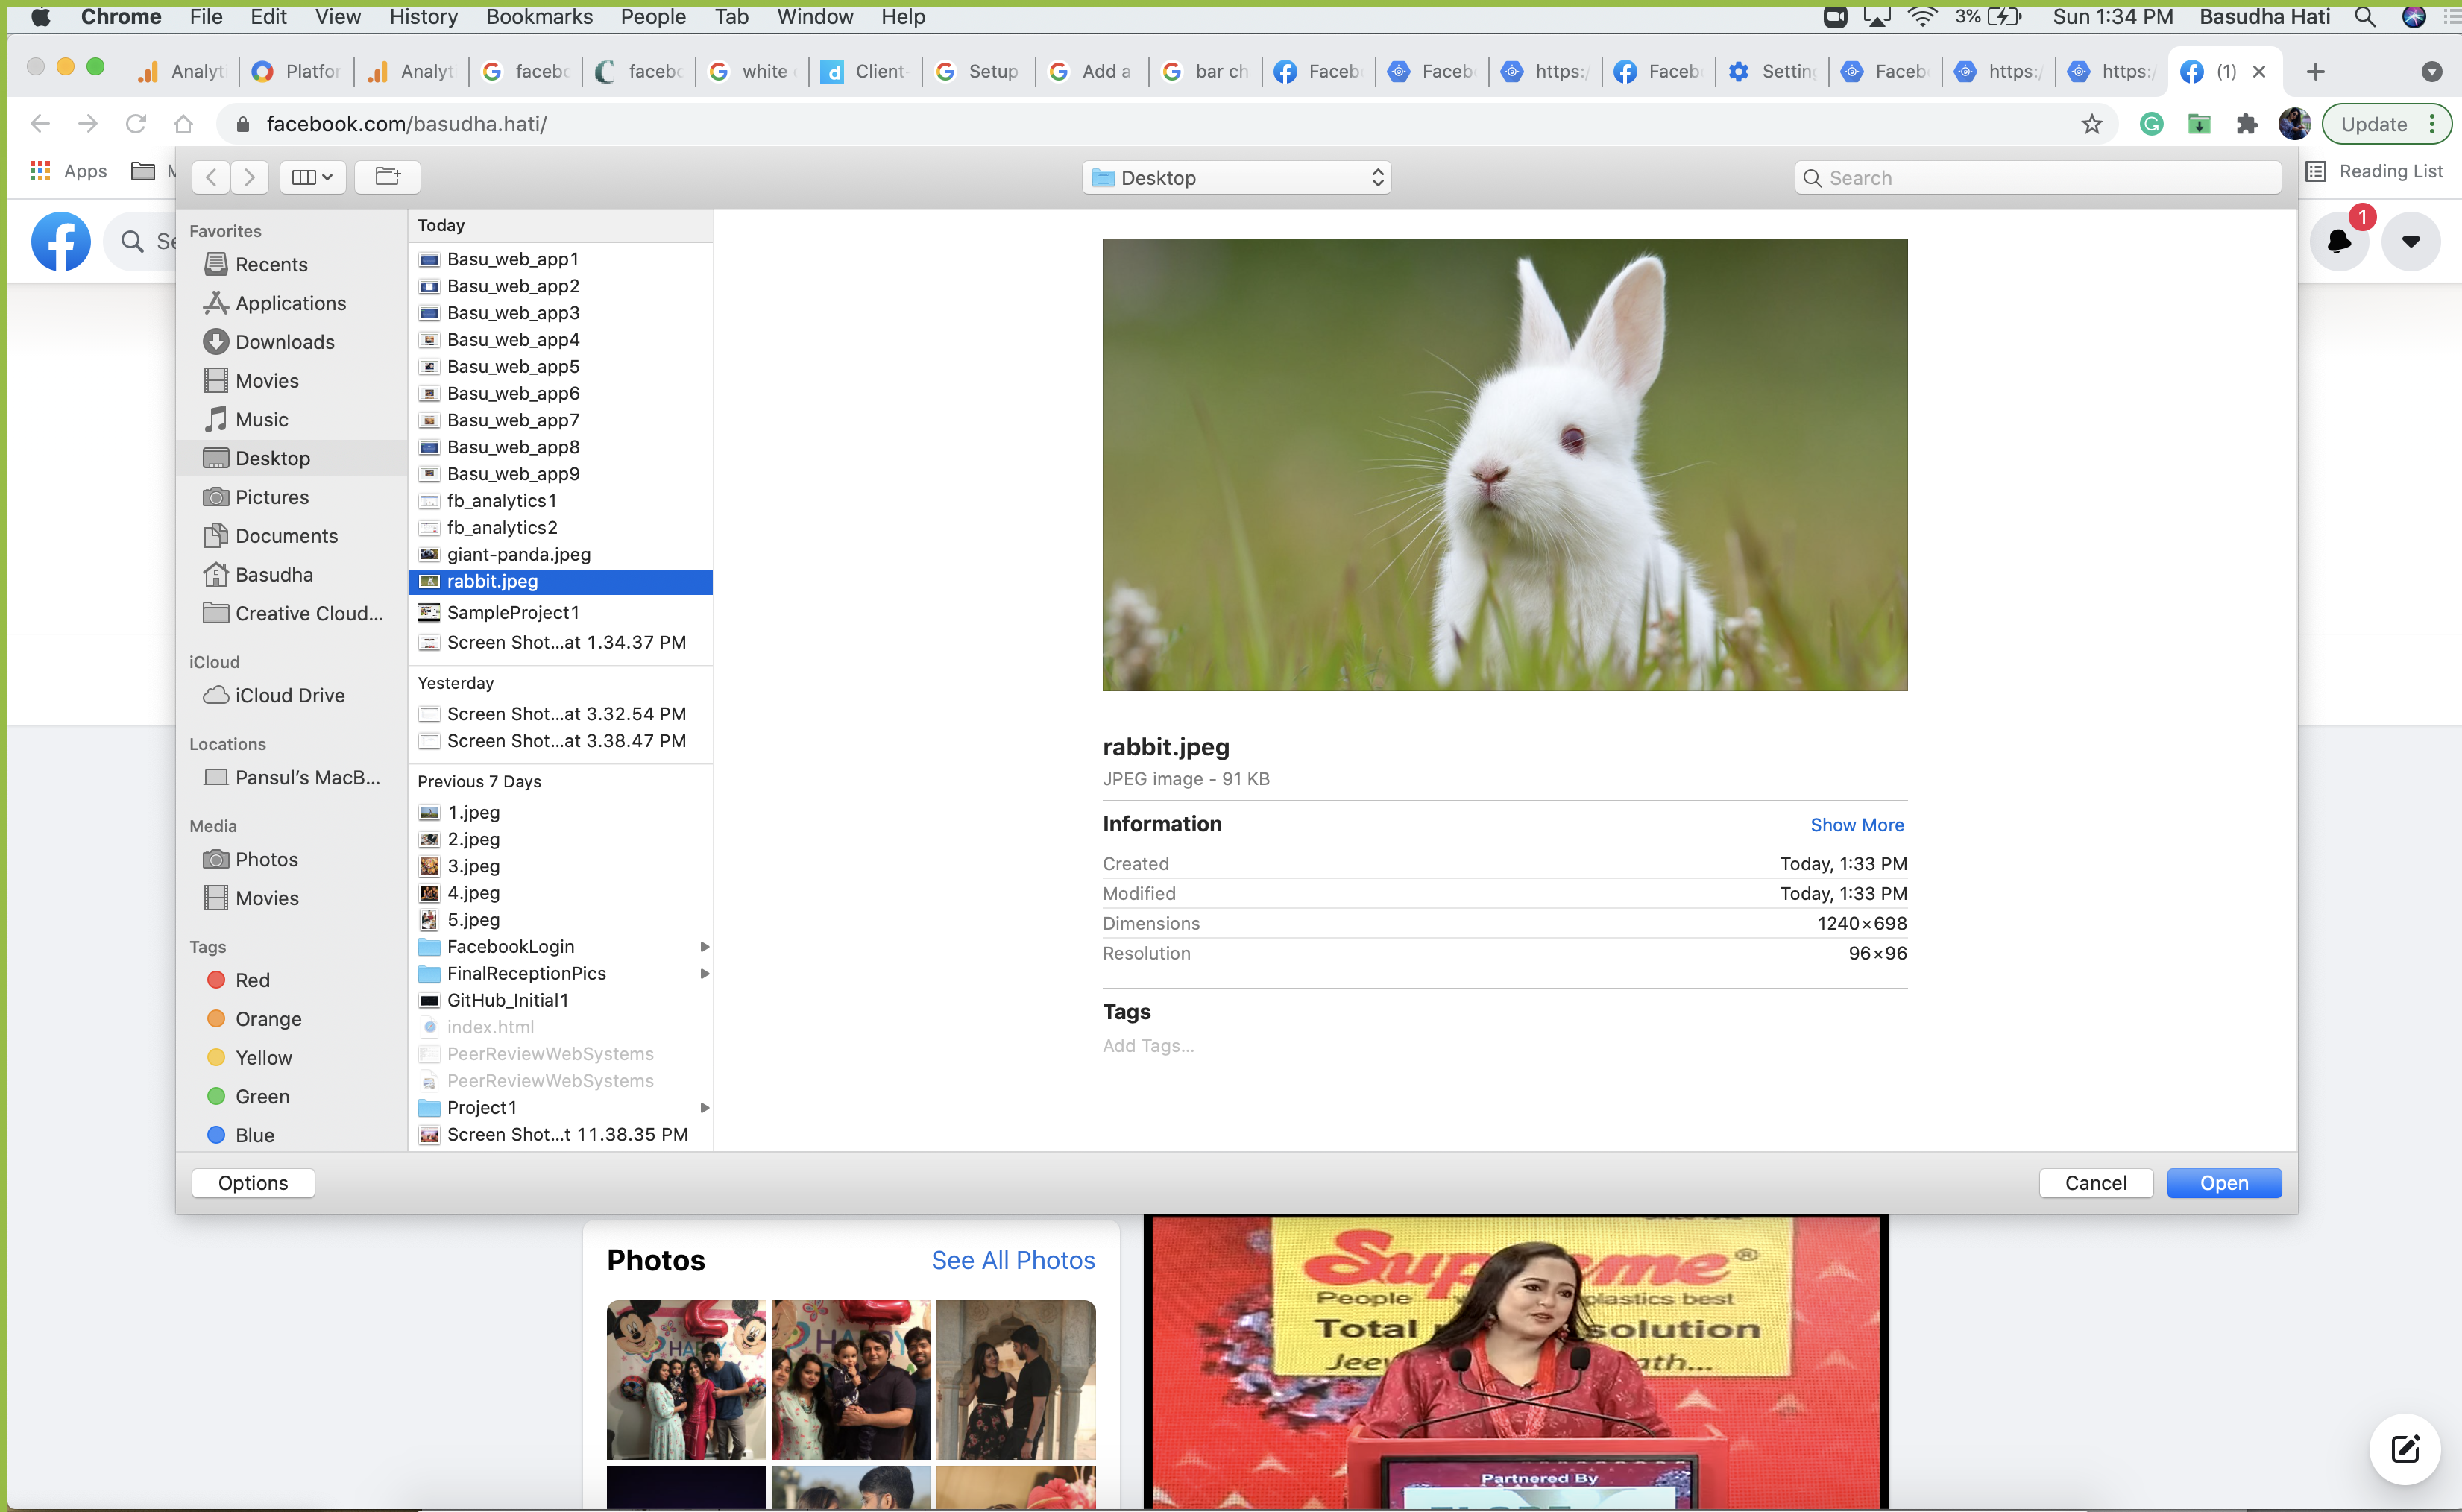 Chrome File Edit View History Bookmarks People Tab Window Help 3% Sun 1:34 PM Basudha Hati
Analyt Platfor Analyt facebo facebo white Client- Setup Add a bar ch Faceb Faceb https:/ Faceb Setting Faceb https:/ https:/ (1)
facebook.com/basudha.hati/ Update
Apps Reading List
Desktop
Search
1
Favorites
Recents
Applications
Downloads
Movies
Music
Desktop
Pictures
Documents
Basudha
Creative Cloud...
iCloud
iCloud Drive
Locations
Pansul's MacB...
Media
Photos
Movies
Tags
Red
Orange
Yellow
Green
Blue
Today
Basu_web_app1
Basu_web_app2
Basu_web_app3
Basu_web_app4
Basu_web_app5
Basu_web_app6
Basu_web_app7
Basu_web_app8
Basu_web_app9
fb_analytics1
fb_analytics2
giant-panda.jpeg
rabbit.jpeg
SampleProject1
Screen Shot...at 1.34.37 PM
Yesterday
Screen Shot...at 3.32.54 PM
Screen Shot...at 3.38.47 PM
Previous 7 Days
1.jpeg
2.jpeg
3.jpeg
4.jpeg
5.jpeg
FacebookLogin
FinalReceptionPics
GitHub_Initial1
index.html
PeerReviewWebSystems
PeerReviewWebSystems
Project1
Screen Shot...t 11.38.35 PM
rabbit.jpeg
JPEG image - 91 KB
Information Show More
Created Today, 1:33 PM
Modified Today, 1:33 PM
Dimensions 1240×698
Resolution 96×96
Tags
Add Tags...
Options Cancel Open
Photos See All Photos
People plastics best
Total solution
Partnered By